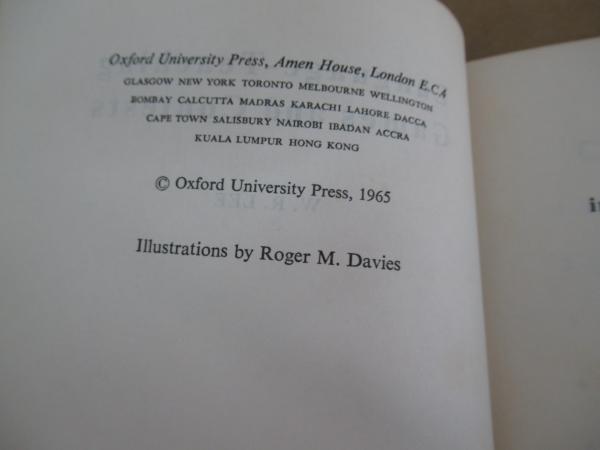 Oxford University Press, Amen House, London E.C.4
GLASGOW NEW YORK TORONTO MELBOURNE WELLINGTON
BOMBAY CALCUTTA MADRAS KARACHI LAHORE DACCA
CAPE TOWN SALISBURY NAIROBI IBADAN ACCRA
KUALA LUMPUR HONG KONG
© Oxford University Press, 1965
Illustrations by Roger M. Davies